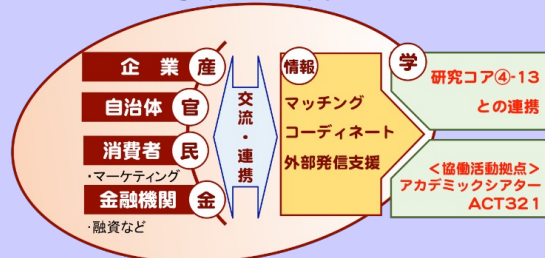 企業 産
自治体 官
消費者 民
・マーケティング
金融機関 金
・融資など
交流・連携
情報
マッチング
コーディネート
外部発信支援
学
研究コア④-13
との連携
＜協働活動拠点＞
アカデミックシアター
ACT321